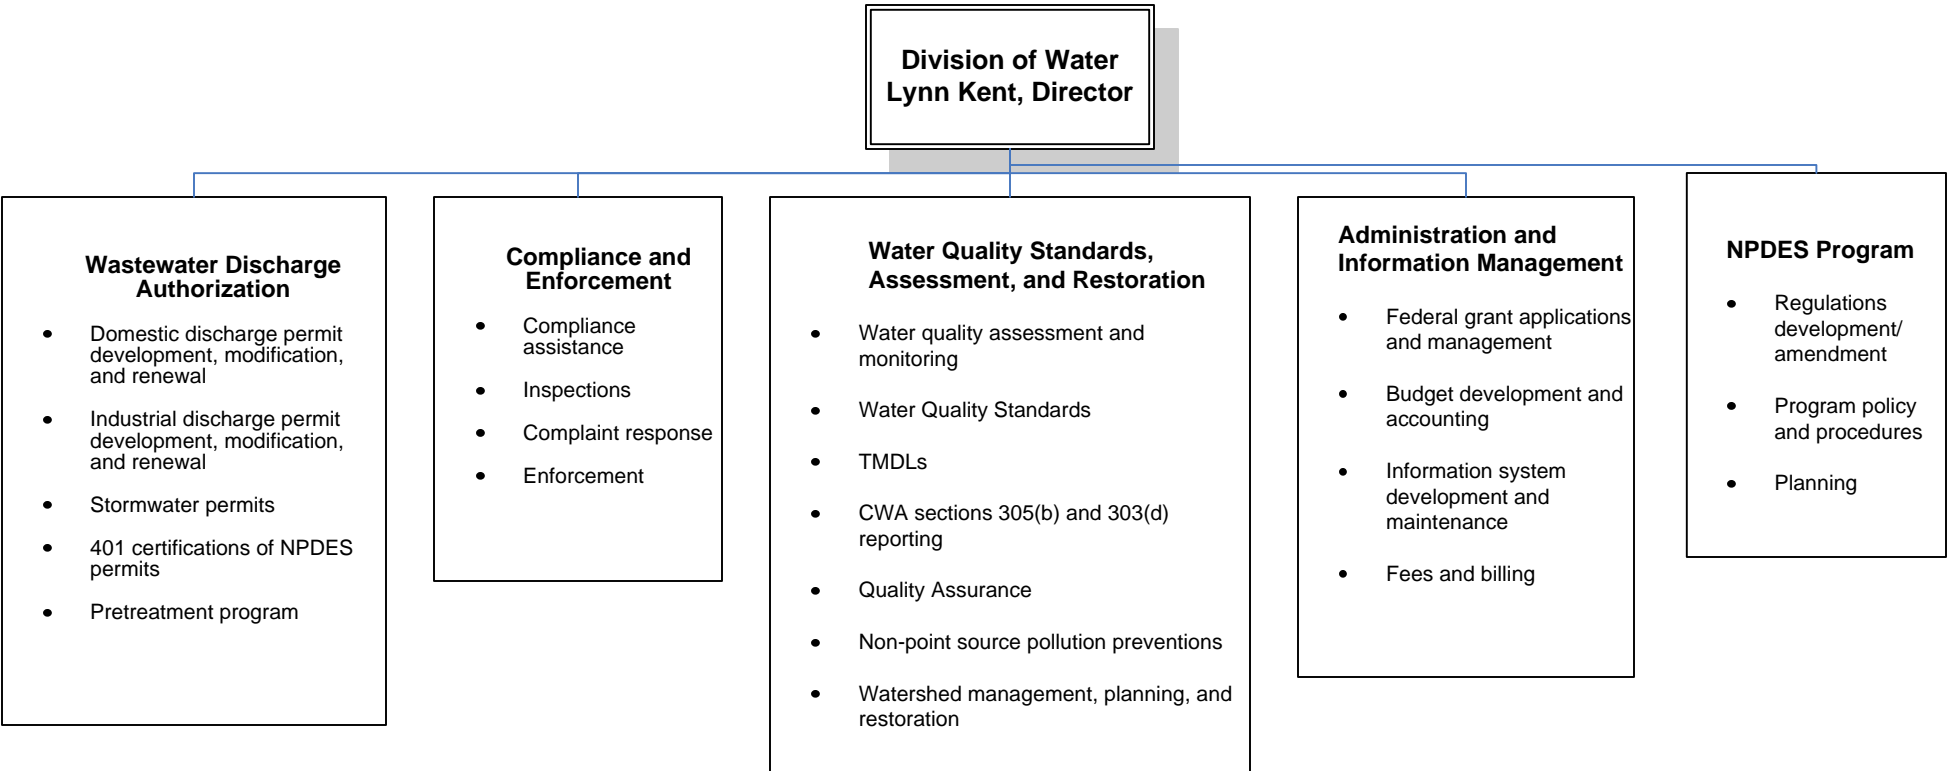 Division of Water
Lynn Kent, Director
Wastewater Discharge
Authorization
• Domestic discharge permit
development, modification,
and renewal
• Industrial discharge permit
development, modification,
and renewal
• Stormwater permits
• 401 certifications of NPDES
permits
• Pretreatment program
Compliance and
Enforcement
• Compliance
assistance
• Inspections
• Complaint response
• Enforcement
Water Quality Standards,
Assessment, and Restoration
• Water quality assessment and
monitoring
• Water Quality Standards
• TMDLs
• CWA sections 305(b) and 303(d)
reporting
• Quality Assurance
• Non-point source pollution preventions
• Watershed management, planning, and
restoration
Administration and
Information Management
• Federal grant applications
and management
• Budget development and
accounting
• Information system
development and
maintenance
• Fees and billing
NPDES Program
• Regulations
development/
amendment
• Program policy
and procedures
• Planning